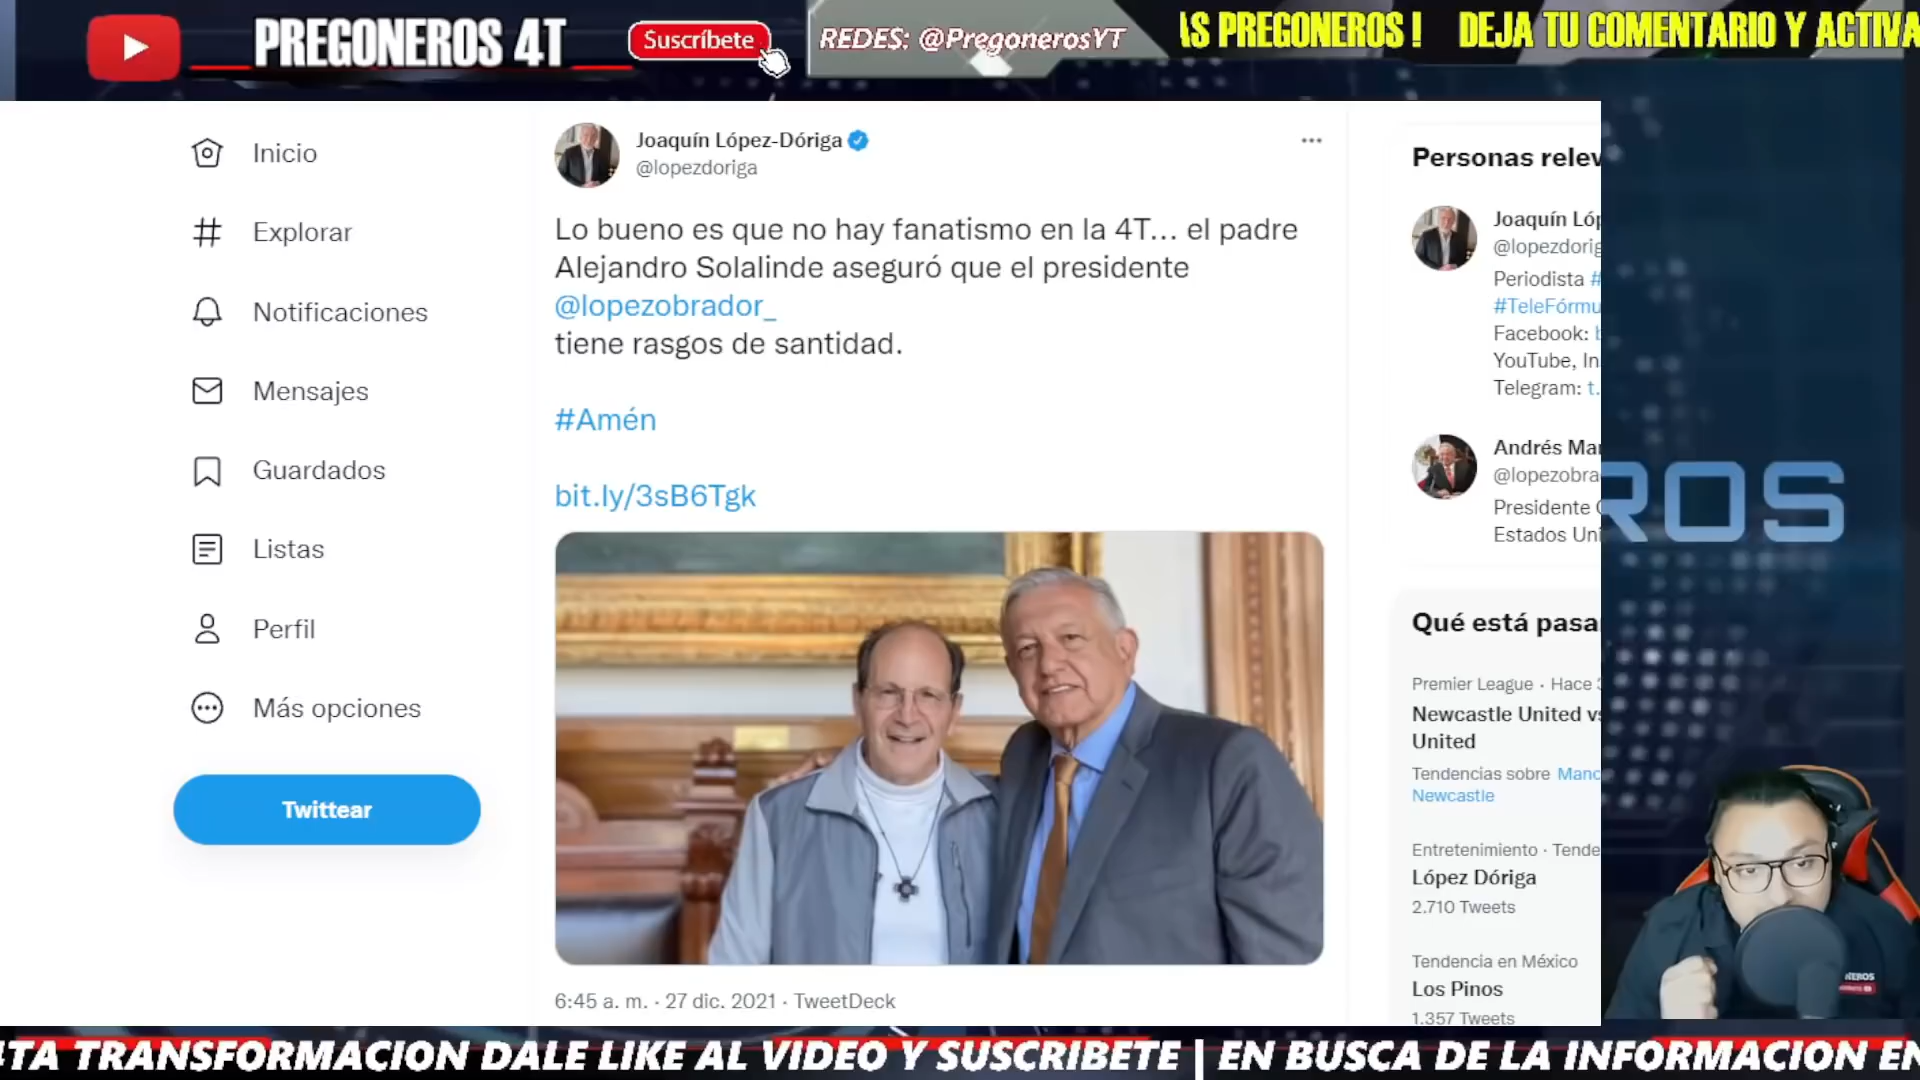 PREGONEROS 4T
Suscríbete
REDES: @PregonerosYT
AS PREGONEROS ! DEJA TU COMENTARIO Y ACTIVA
Inicio
Explorar
Notificaciones
Mensajes
Guardados
Listas
Perfil
Más opciones
Twittear
Joaquín López-Dóriga
@lopezdoriga
Lo bueno es que no hay fanatismo en la 4T... el padre
Alejandro Solalinde aseguró que el presidente
@lopezobrador_
tiene rasgos de santidad.
#Amén
bit.ly/3sB6Tgk
6:45 a. m. · 27 dic. 2021 · TweetDeck
Personas relev
Joaquín Lóp
@lopezdorig
Periodista #
#TeleFórmu
Facebook:
YouTube, In
Telegram: t.
Andrés Ma
@lopezobra
Presidente
Estados Uni
Qué está pasa
Premier League · Hace
Newcastle United vs
United
Tendencias sobre Manc
Newcastle
Entretenimiento · Tende
López Dóriga
2.710 Tweets
Tendencia en México
Los Pinos
1.357 Tweets
ROS
NEROS
TA TRANSFORMACION DALE LIKE AL VIDEO Y SUSCRIBETE | EN BUSCA DE LA INFORMACION EN